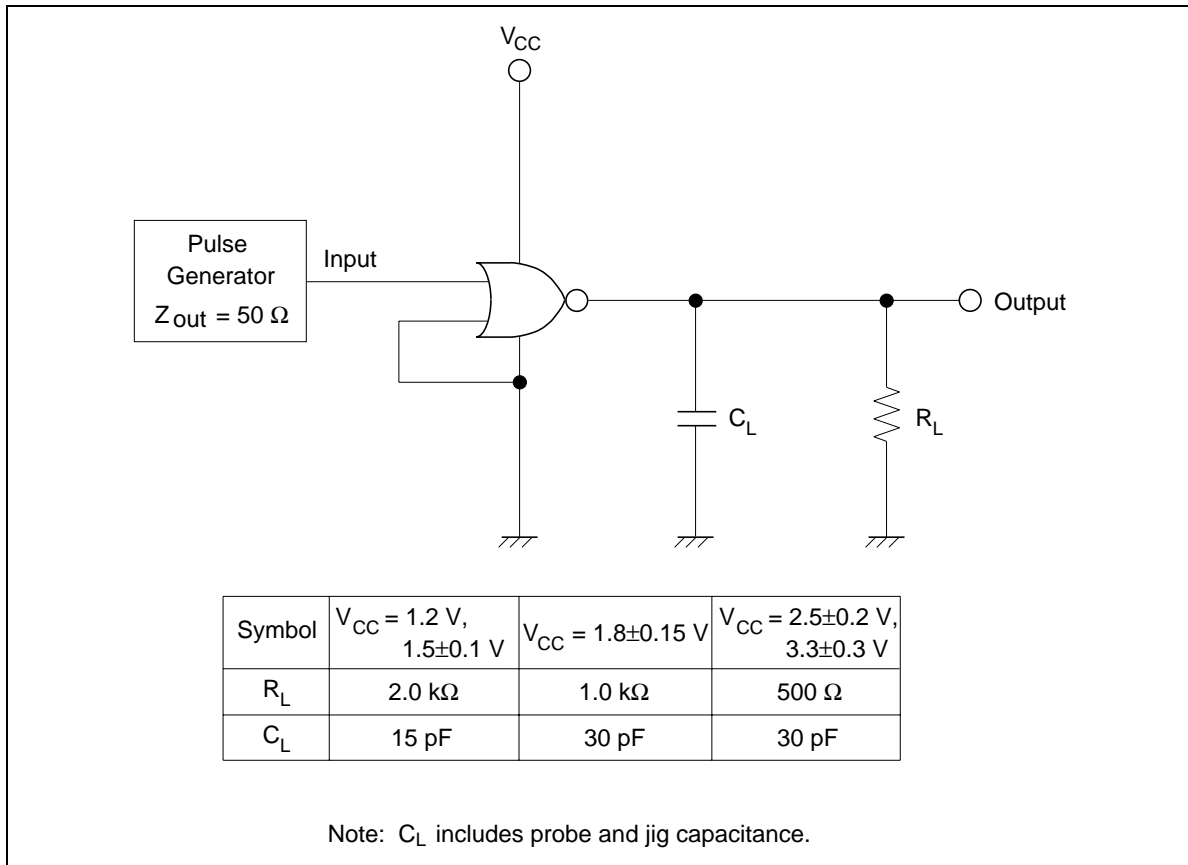 VCC
Pulse
Generator
Zout = 50 Ω
Input
Output
CL
RL
Symbol
VCC = 1.2 V,
1.5±0.1 V
VCC = 1.8±0.15 V
VCC = 2.5±0.2 V,
3.3±0.3 V
RL
2.0 kΩ
1.0 kΩ
500 Ω
CL
15 pF
30 pF
30 pF
Note: CL includes probe and jig capacitance.